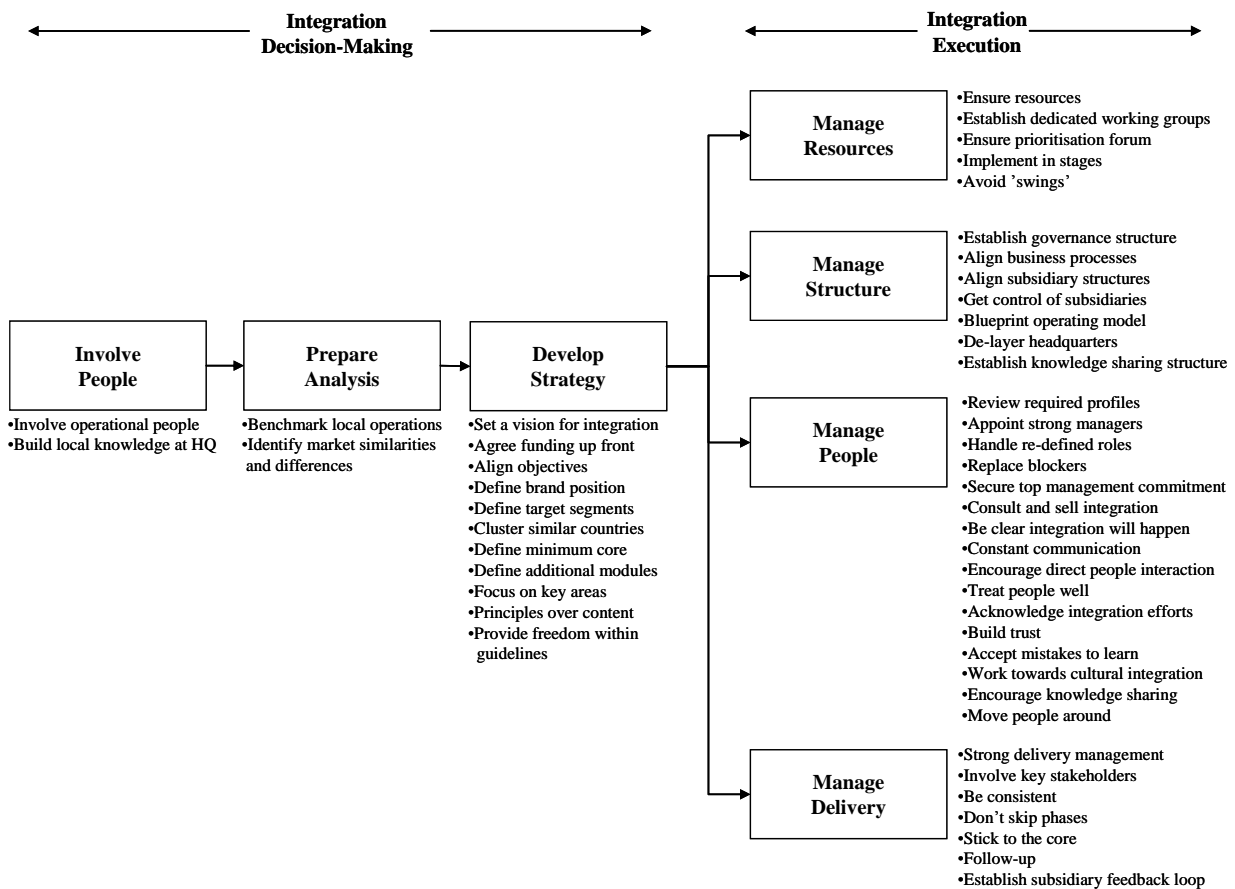 Integration
Decision-Making
Integration
Execution
Involve
People
•Involve operational people
•Build local knowledge at HQ
Prepare
Analysis
•Benchmark local operations
•Identify market similarities
and differences
Develop
Strategy
•Set a vision for integration
•Agree funding up front
•Align objectives
•Define brand position
•Define target segments
•Cluster similar countries
•Define minimum core
•Define additional modules
•Focus on key areas
•Principles over content
•Provide freedom within
guidelines
Manage
Resources
•Ensure resources
•Establish dedicated working groups
•Ensure prioritisation forum
•Implement in stages
•Avoid ’swings’
Manage
Structure
•Establish governance structure
•Align business processes
•Align subsidiary structures
•Get control of subsidiaries
•Blueprint operating model
•De-layer headquarters
•Establish knowledge sharing structure
Manage
People
•Review required profiles
•Appoint strong managers
•Handle re-defined roles
•Replace blockers
•Secure top management commitment
•Consult and sell integration
•Be clear integration will happen
•Constant communication
•Encourage direct people interaction
•Treat people well
•Acknowledge integration efforts
•Build trust
•Accept mistakes to learn
•Work towards cultural integration
•Encourage knowledge sharing
•Move people around
Manage
Delivery
•Strong delivery management
•Involve key stakeholders
•Be consistent
•Don’t skip phases
•Stick to the core
•Follow-up
•Establish subsidiary feedback loop